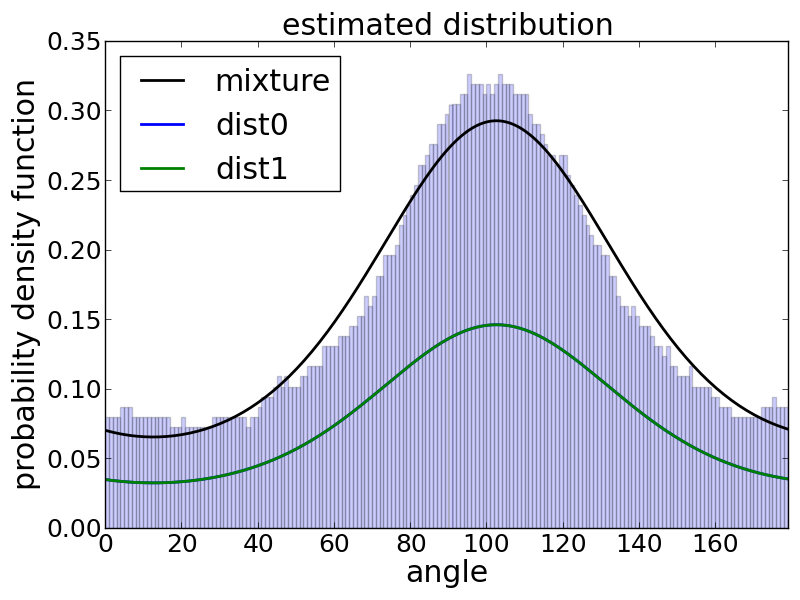 estimated distribution
probability density function
0.35
0.30
0.25
0.20
0.15
0.10
0.05
0.00
mixture
dist0
dist1
0 20 40 60 80 100 120 140 160
angle